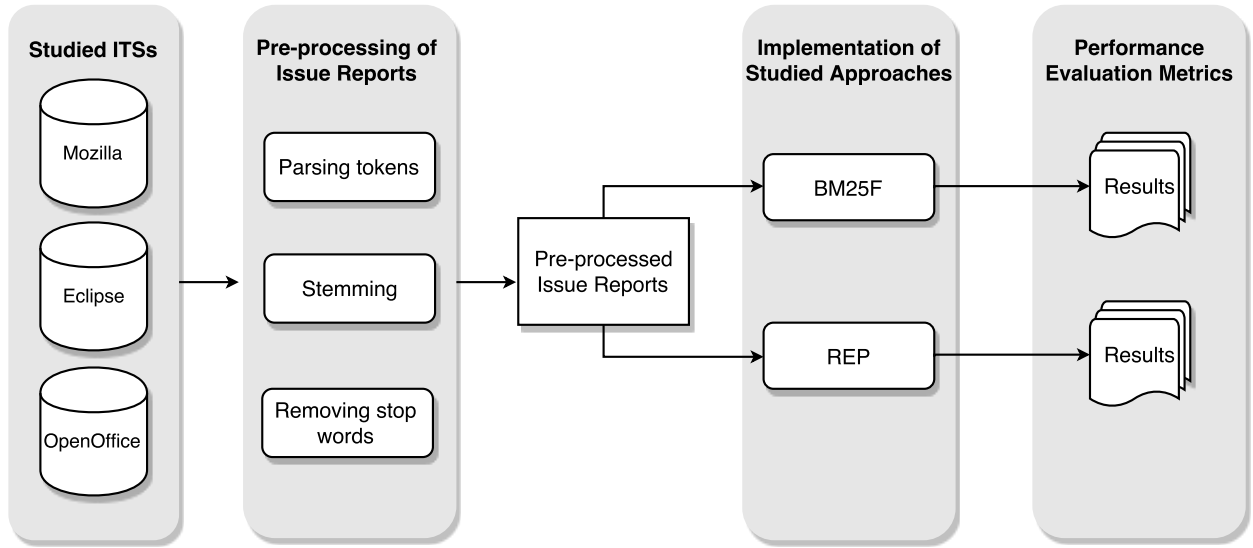 Studied ITSs
Mozilla
Eclipse
OpenOffice
Pre-processing of
Issue Reports
Parsing tokens
Stemming
Removing stop
words
Pre-processed
Issue Reports
Implementation of
Studied Approaches
BM25F
REP
Performance
Evaluation Metrics
Results
Results